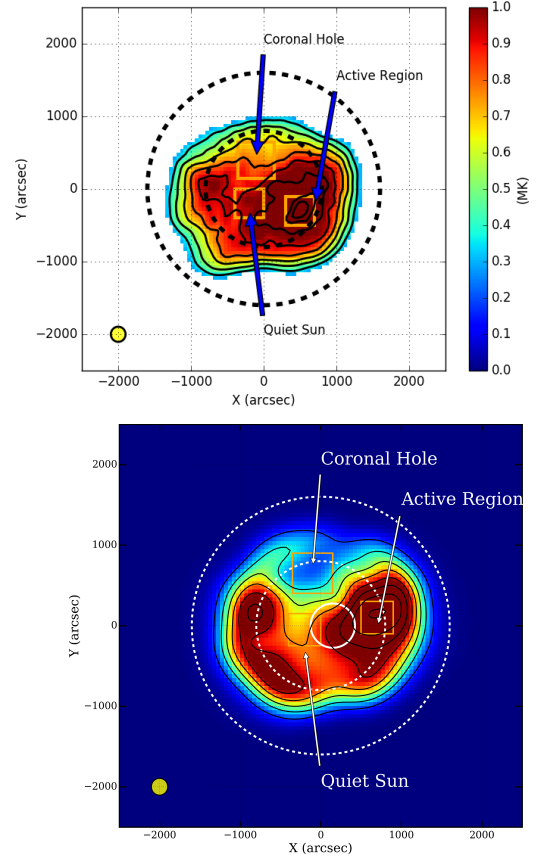 2000
1000
0
−1000
−2000
Y (arcsec)
Coronal Hole
Active Region
Quiet Sun
−2000
−1000
0
1000
2000
X (arcsec)
1.0
0.9
0.8
0.7
0.6
0.5
0.4
0.3
0.2
0.1
0.0
(MK)
2000
1000
0
−1000
−2000
Y (arcsec)
Coronal Hole
Active Region
Quiet Sun
−2000
−1000
0
1000
2000
X (arcsec)